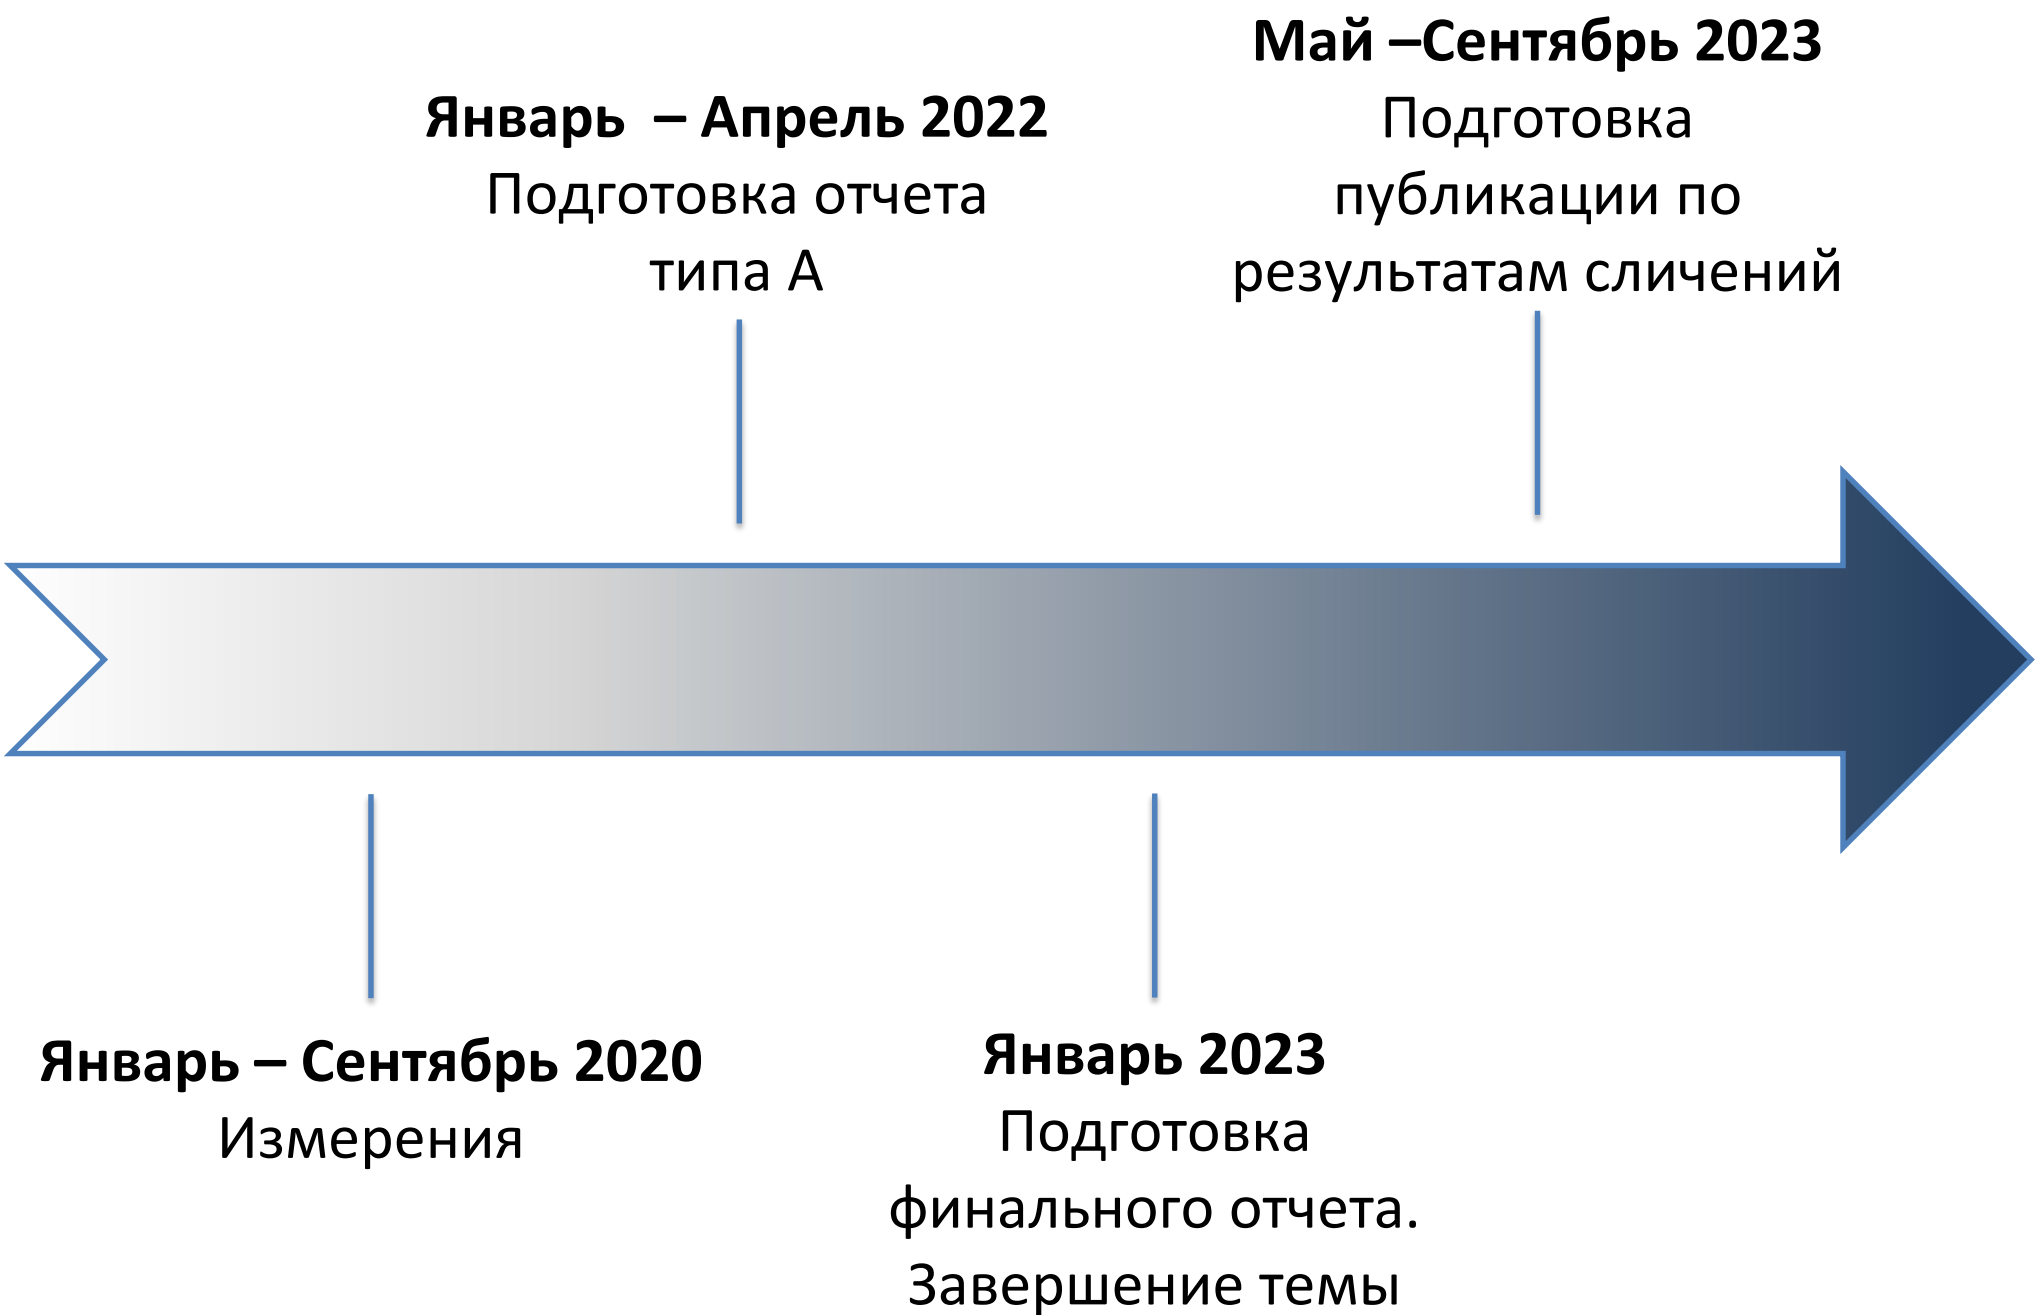 Май –Сентябрь 2023
Подготовка
публикации по
результатам сличений
Январь  – Апрель 2022
Подготовка отчета
типа А
Январь – Сентябрь 2020
Измерения
Январь 2023
Подготовка
финального отчета.
Завершение темы